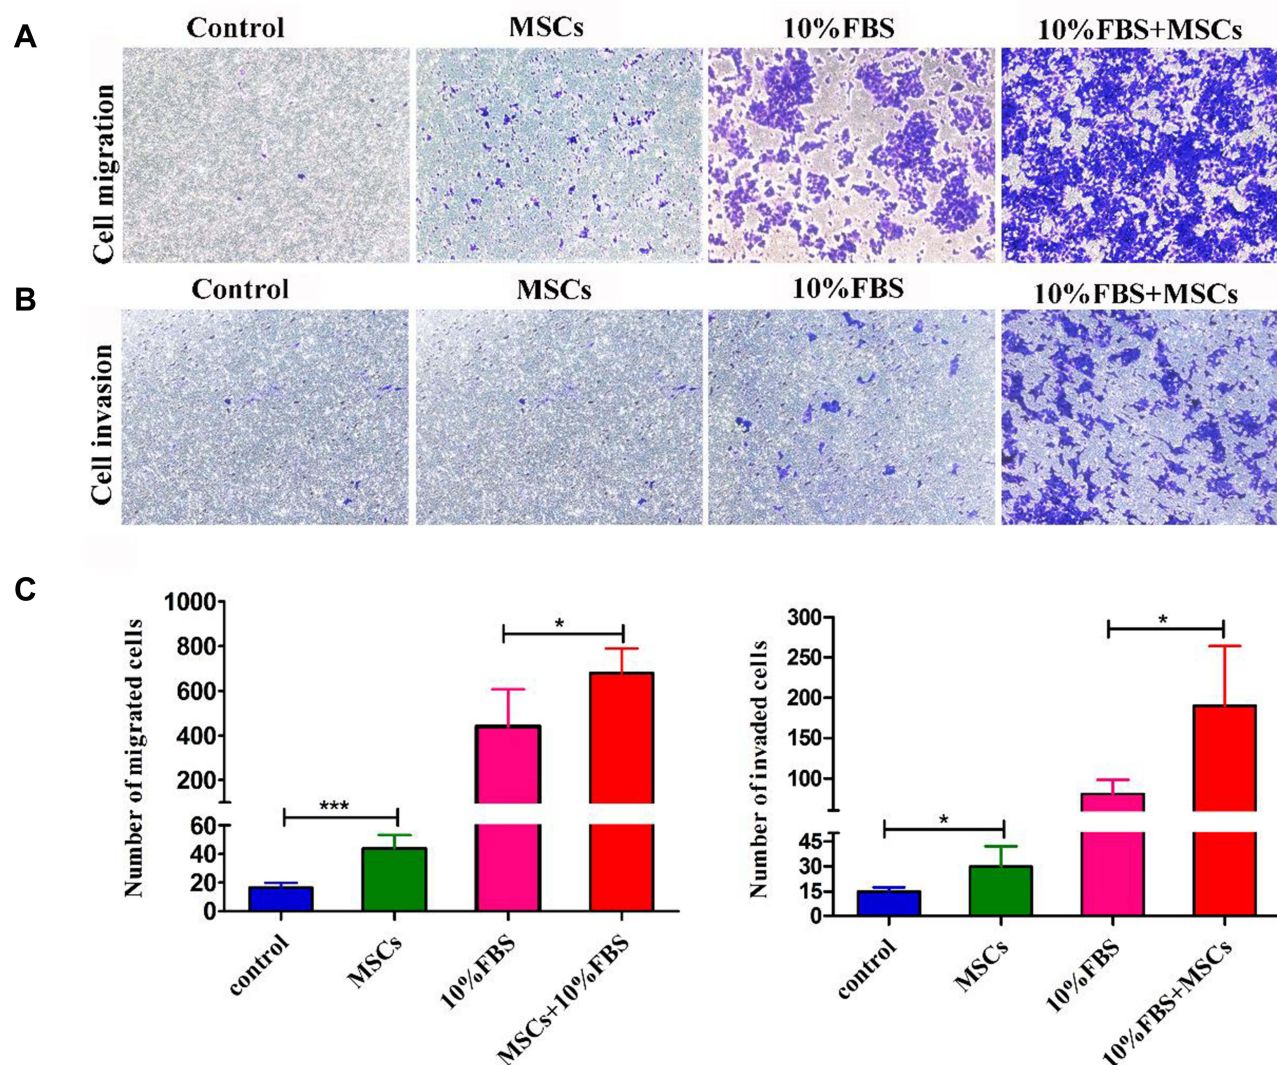 A
Control
MSCs
10%FBS
10%FBS+MSCs
Cell migration
B
Control
MSCs
10%FBS
10%FBS+MSCs
Cell invasion
C
Number of migrated cells
1000
800
600
400
200
60
40
20
0
*
***
control
MSCs
10%FBS
MSCs+10%FBS
Number of invaded cells
300
250
200
150
100
45
30
15
0
*
*
control
MSCs
10%FBS
10%FBS+MSCs